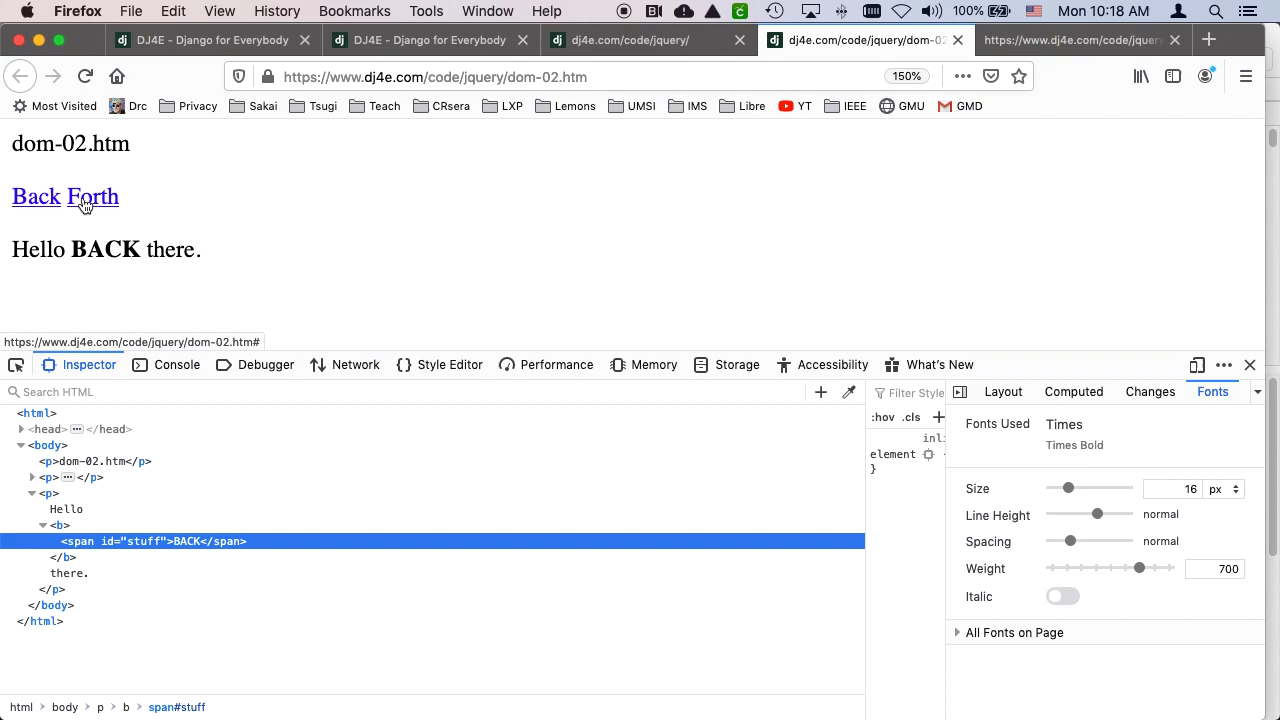 Firefox File Edit View History Bookmarks Tools Window Help 100% Mon 10:18 AM
DJ4E - Django for Everybody DJ4E - Django for Everybody dj4e.com/code/jquery/ dj4e.com/code/jquery/dom-02 https://www.dj4e.com/code/jquery
https://www.dj4e.com/code/jquery/dom-02.htm 150%
Most Visited Drc Privacy Sakai Tsugi Teach CRsera LXP Lemons UMSI IMS Libre YT IEEE GMU GMD
dom-02.htm
Back Forth
Hello BACK there.
https://www.dj4e.com/code/jquery/dom-02.htm#
Inspector Console Debugger Network {} Style Editor Performance Memory Storage Accessibility What's New
Search HTML
Filter Style
Layout Computed Changes Fonts
<html>
<head> </head>
<body>
<p>dom-02.htm</p>
<p> </p>
<p>
Hello
<b>
<span id="stuff">BACK</span>
</b>
there.
</p>
</body>
</html>
:hov .cls +
element
}
Fonts Used Times
Times Bold
Size 16 px
Line Height normal
Spacing normal
Weight 700
Italic
All Fonts on Page
html > body > p > b > span#stuff